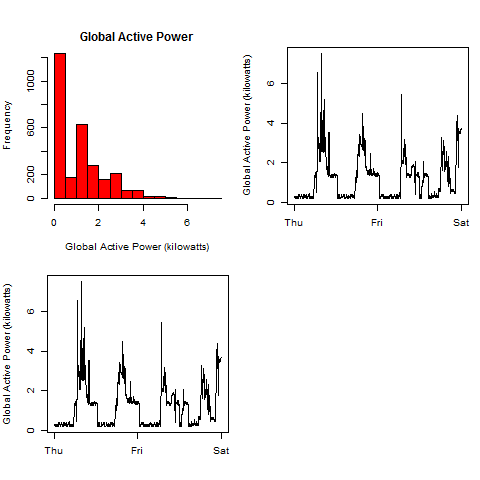 Global Active Power
Frequency
1000
600
200
0
0 2 4 6
Global Active Power (kilowatts)
Global Active Power (kilowatts)
6
4
2
0
Thu Fri Sat
Global Active Power (kilowatts)
6
4
2
0
Thu Fri Sat